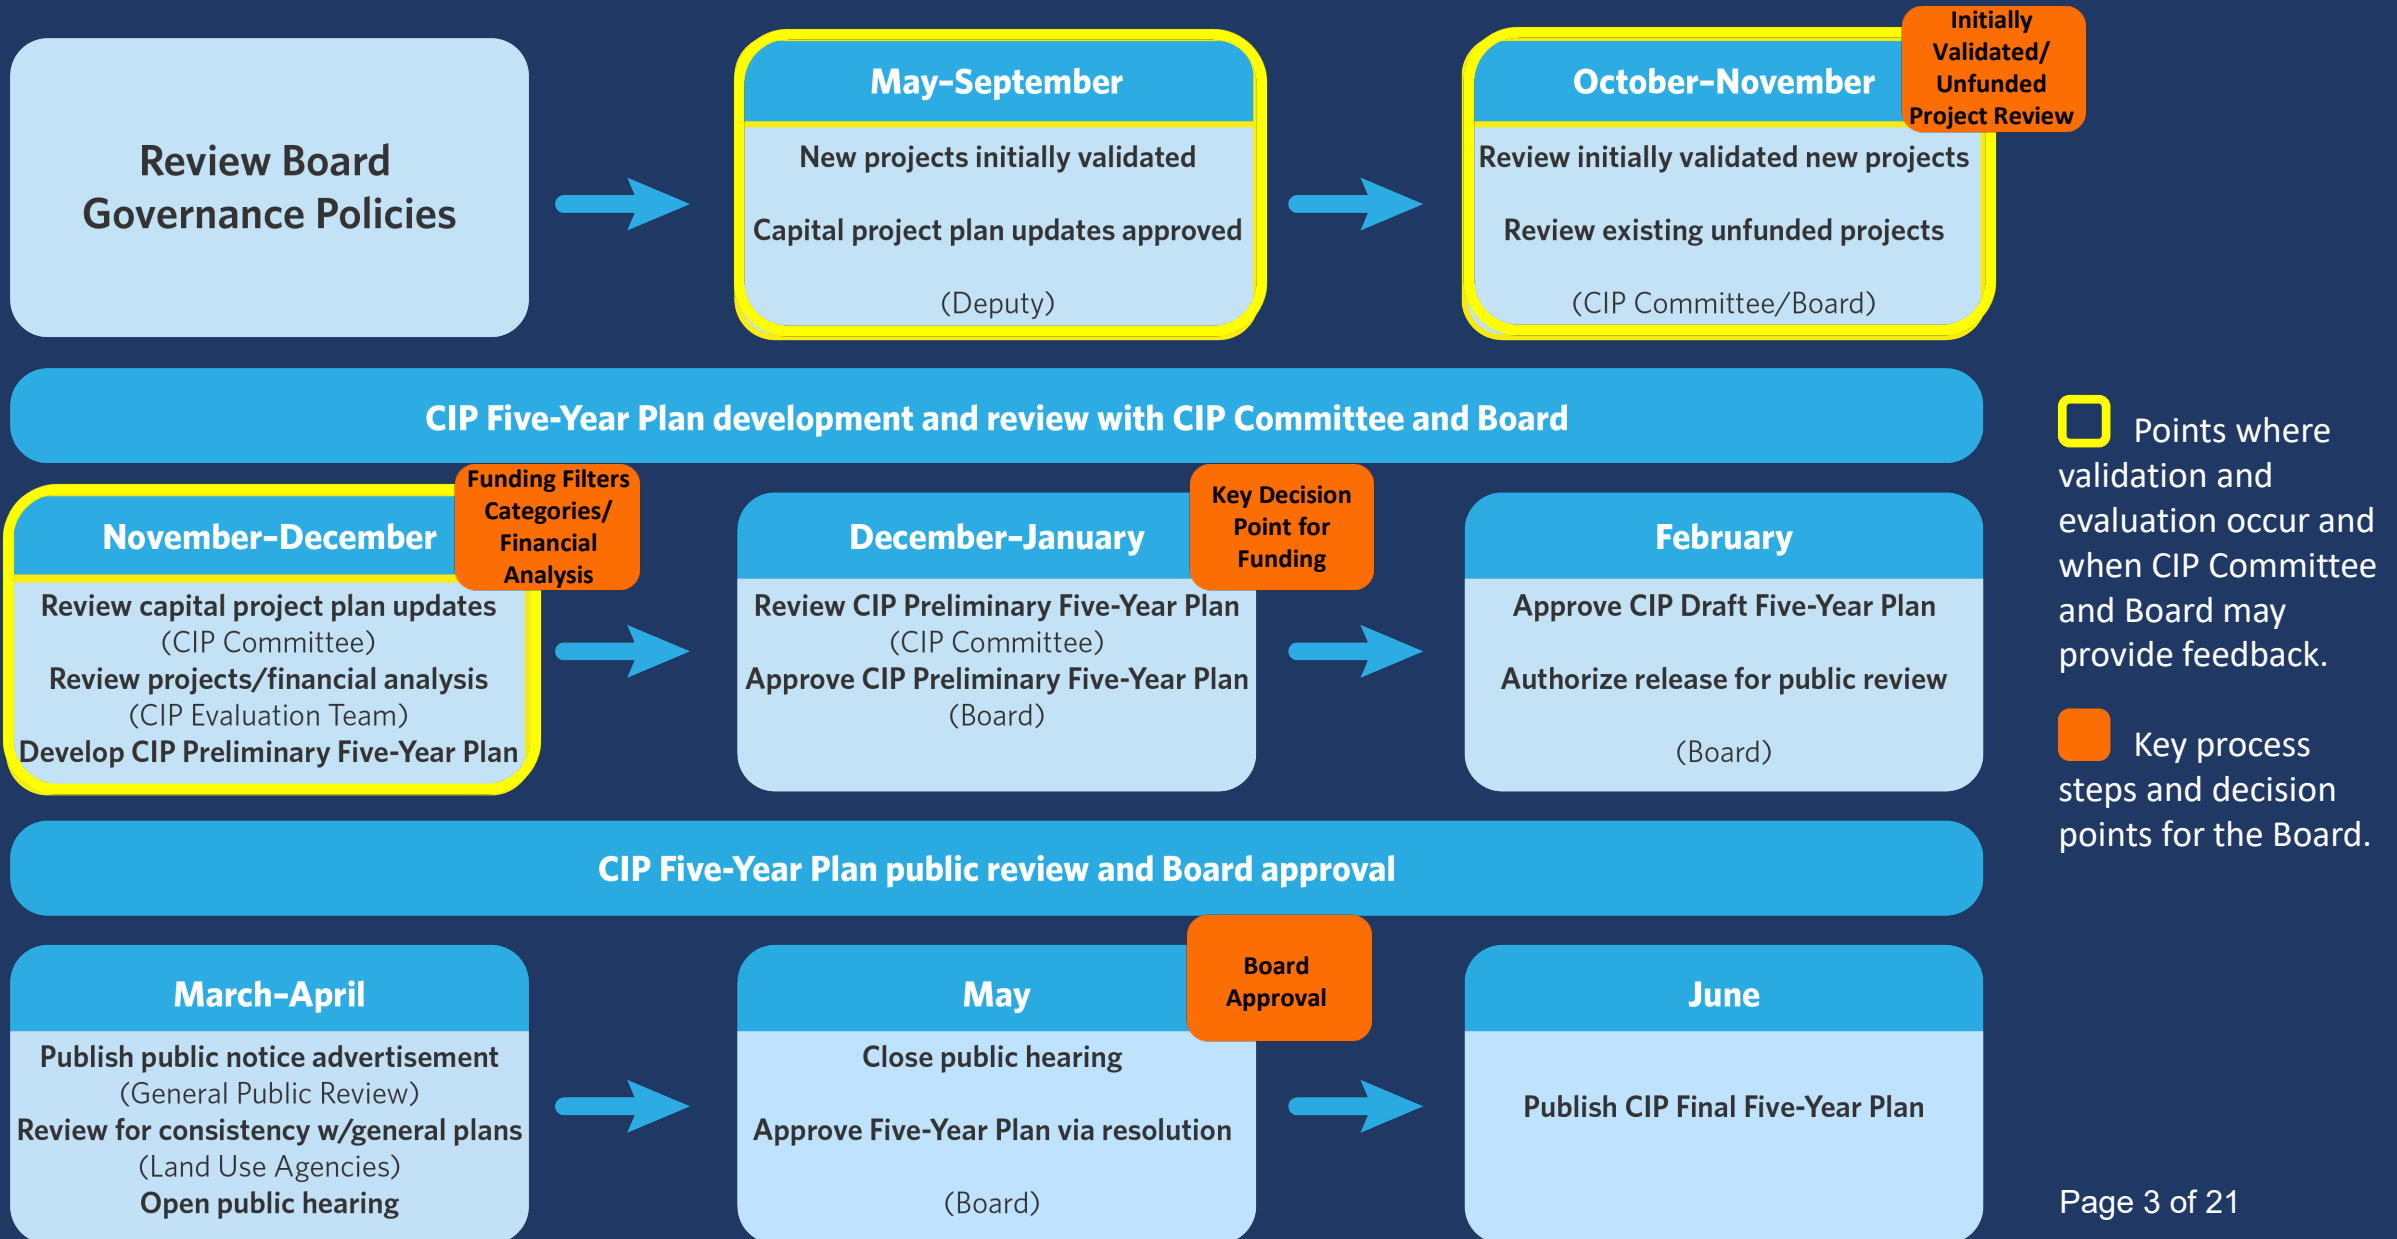 Review Board
Governance Policies
May–September
New projects initially validated
Capital project plan updates approved
(Deputy)
October–November
Initially
Validated/
Unfunded
Project Review
Review initially validated new projects
Review existing unfunded projects
(CIP Committee/Board)
CIP Five-Year Plan development and review with CIP Committee and Board
November–December
Funding Filters
Categories/
Financial
Analysis
Review capital project plan updates
(CIP Committee)
Review projects/financial analysis
(CIP Evaluation Team)
Develop CIP Preliminary Five-Year Plan
December–January
Key Decision
Point for
Funding
Review CIP Preliminary Five-Year Plan
(CIP Committee)
Approve CIP Preliminary Five-Year Plan
(Board)
February
Approve CIP Draft Five-Year Plan
Authorize release for public review
(Board)
CIP Five-Year Plan public review and Board approval
March–April
Publish public notice advertisement
(General Public Review)
Review for consistency w/general plans
(Land Use Agencies)
Open public hearing
May
Board
Approval
Close public hearing
Approve Five-Year Plan via resolution
(Board)
June
Publish CIP Final Five-Year Plan
Points where
validation and
evaluation occur and
when CIP Committee
and Board may
provide feedback.
Key process
steps and decision
points for the Board.
Page 3 of 21